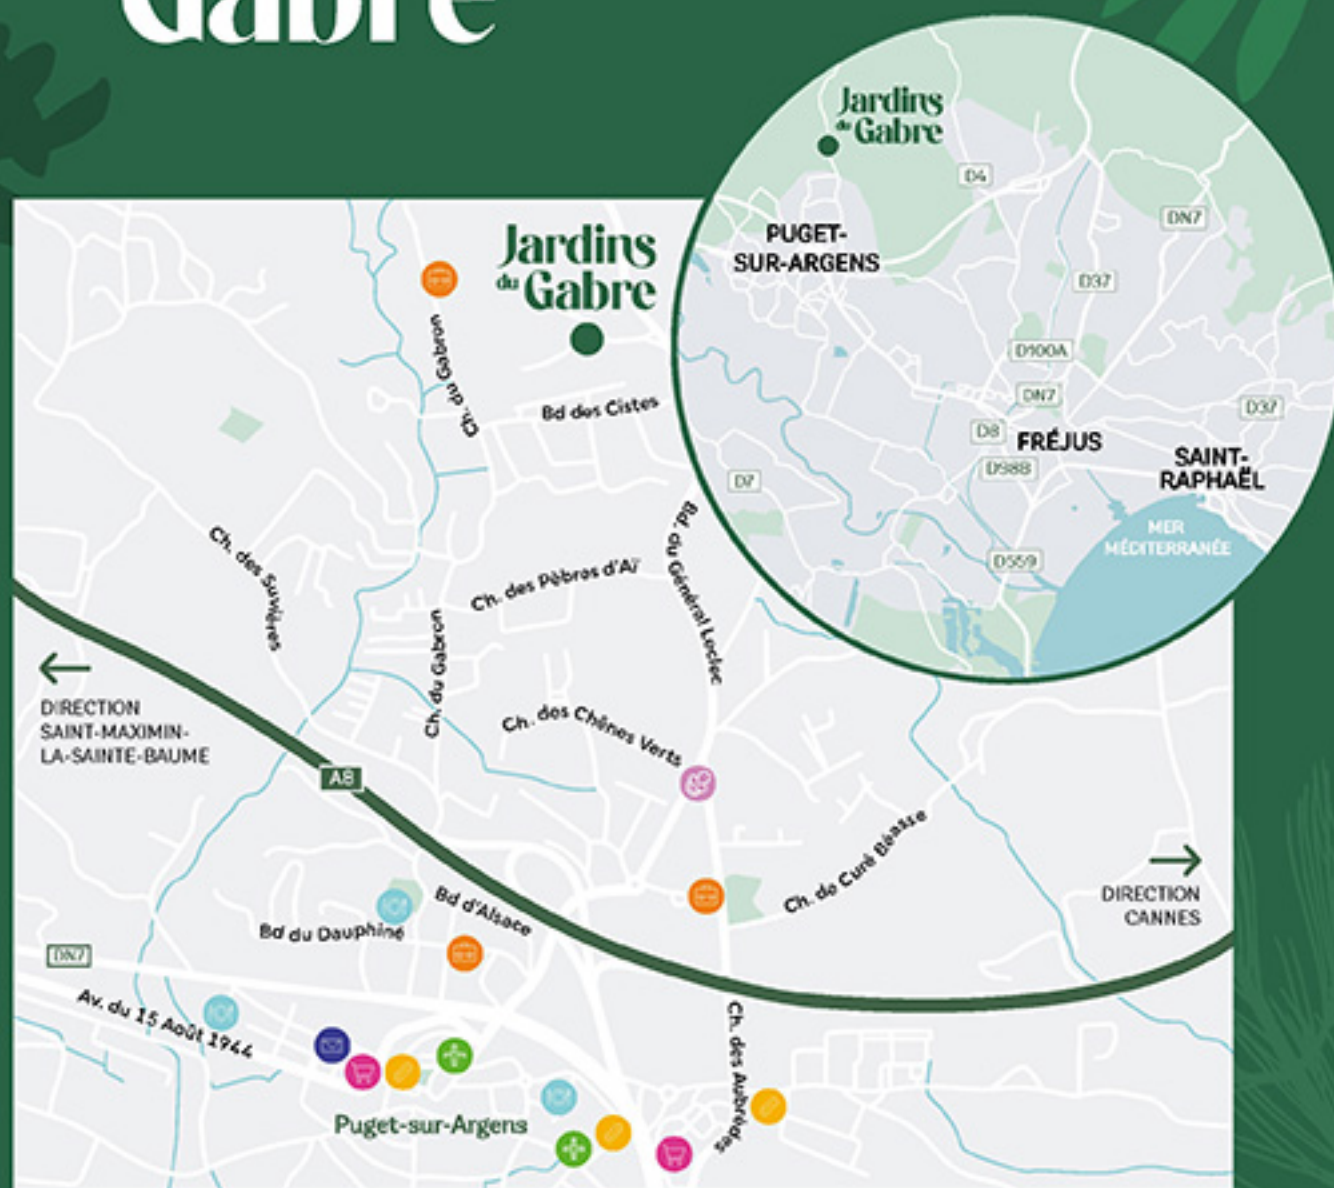 Gabre
Jardins
du Gabre
D4
DN7
PUGET-
SUR-ARGENS
D37
D100A
DN7
D37
D8
FRÉJUS
D98B
SAINT-
RAPHAËL
D7
MER
MÉDITERRANÉE
D559
Jardins
du Gabre
Ch. du Gabron
Bd des Cistes
Ch. des Suvières
Ch. des Pèbros d'Aï
Bd. du Général Leclec
Ch. du Gabron
Ch. des Chênes Verts
DIRECTION
SAINT-MAXIMIN-
LA-SAINTE-BAUME
A8
Ch. de Curé Béasse
DIRECTION
CANNES
Bd d'Alsace
Bd du Dauphiné
DN7
Av. du 15 Août 1944
Ch. des Aubréas
Puget-sur-Argens